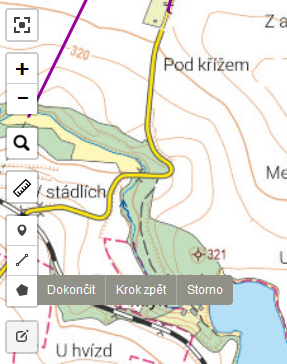 Z a
320
Pod křížem
+
−
Me
V stádlích
321
U
Dokončit Krok zpět Storno
U hvízd